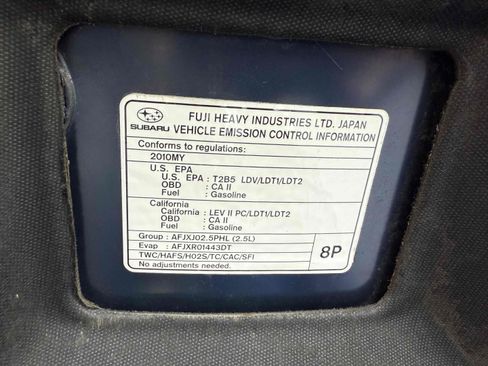 SUBARU
FUJI HEAVY INDUSTRIES LTD. JAPAN
VEHICLE EMISSION CONTROL INFORMATION
Conforms to regulations:
2010MY
U.S. EPA
U.S. EPA : T2B5 LDV/LDT1/LDT2
OBD : CA II
Fuel : Gasoline
California
California : LEV II PC/LDT1/LDT2
OBD : CA II
Fuel : Gasoline
Group : AFJXJ02.5PHL (2.5L)
Evap : AFJXR01443DT
TWC/HAFS/HO2S/TC/CAC/SFI
No adjustments needed.
8P